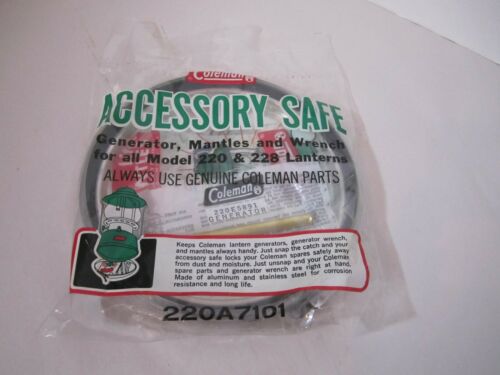 Coleman
ACCESSORY SAFE
Generator, Mantles and Wrench
for all Model 220 & 228 Lanterns
ALWAYS USE GENUINE COLEMAN PARTS
Coleman
220E5891
GENERATOR
Keeps Coleman lantern generators, generator wrench,
and mantles always handy. Just snap the catch and your
accessory safe locks your Coleman spares safely away
from dust and moisture. Just unsnap and your Coleman
spare parts and generator wrench are right at hand.
Made of aluminum and stainless steel for corrosion
resistance and long life.
220A7101